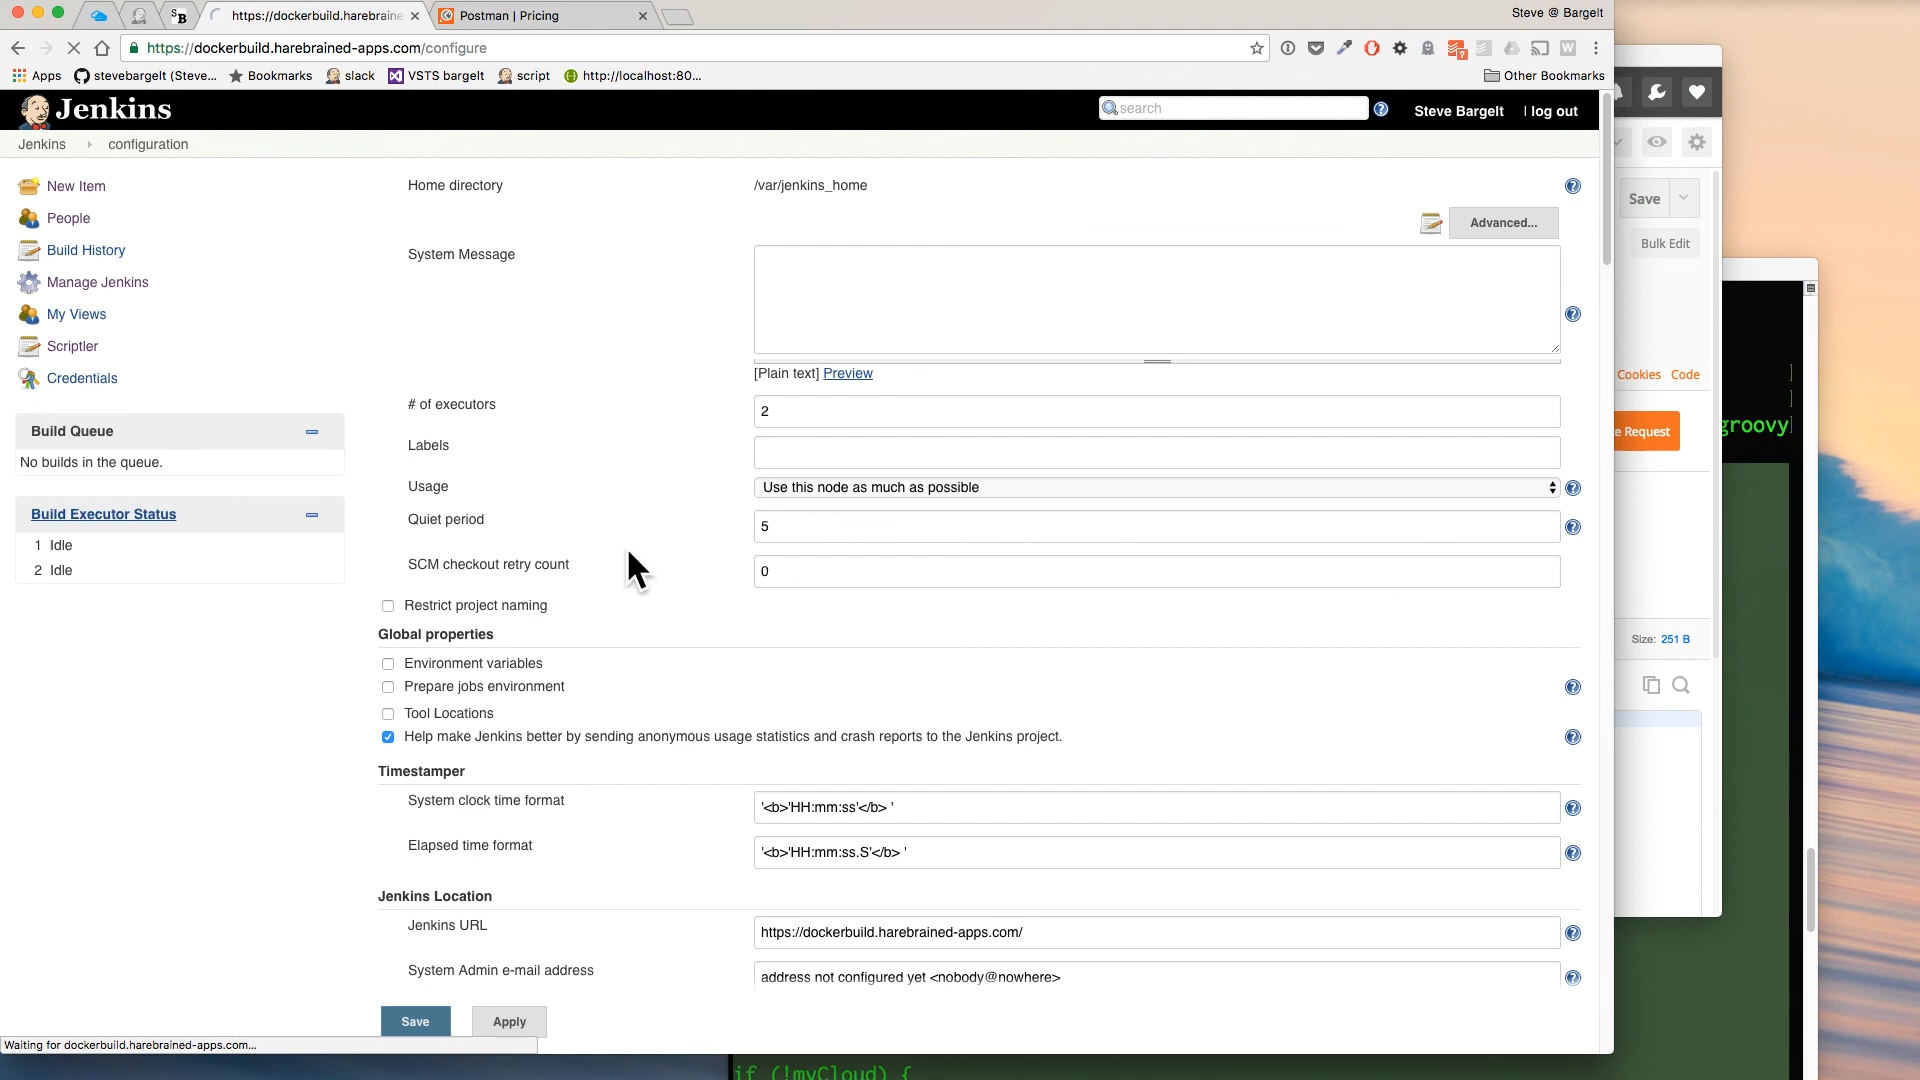 https://dockerbuild.harebraine
Postman | Pricing
Steve @ Bargelt
https://dockerbuild.harebrained-apps.com/configure
Apps
stevebargelt (Steve...
Bookmarks
slack
VSTS bargelt
script
http://localhost:80...
Other Bookmarks
Jenkins
search
Steve Bargelt
| log out
Jenkins
configuration
New Item
People
Build History
Manage Jenkins
My Views
Scriptler
Credentials
Build Queue
No builds in the queue.
Build Executor Status
1 Idle
2 Idle
Home directory
/var/jenkins_home
Advanced...
System Message
[Plain text] Preview
# of executors
2
Labels
Usage
Use this node as much as possible
Quiet period
5
SCM checkout retry count
0
Restrict project naming
Global properties
Environment variables
Prepare jobs environment
Tool Locations
Help make Jenkins better by sending anonymous usage statistics and crash reports to the Jenkins project.
Timestamper
System clock time format
'<b>'HH:mm:ss'</b> '
Elapsed time format
'<b>'HH:mm:ss.S'</b> '
Jenkins Location
Jenkins URL
https://dockerbuild.harebrained-apps.com/
System Admin e-mail address
address not configured yet <nobody@nowhere>
Save
Apply
Waiting for dockerbuild.harebrained-apps.com...
Save
Bulk Edit
Cookies
Code
e Request
Size: 251 B
]
]
groovy]
if (!myCloud) {